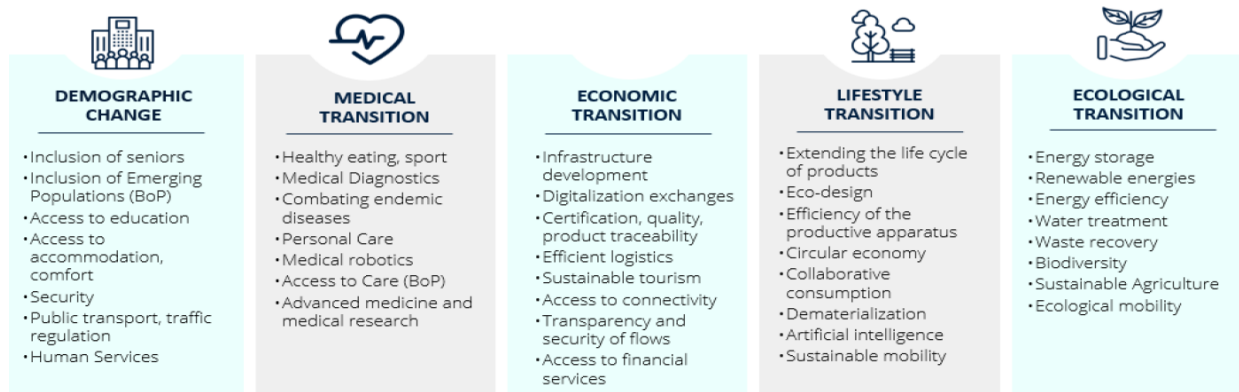 DEMOGRAPHIC
CHANGE
•Inclusion of seniors
•Inclusion of Emerging
Populations (BoP)
•Access to education
•Access to
accommodation,
comfort
•Security
•Public transport, traffic
regulation
•Human Services
MEDICAL
TRANSITION
•Healthy eating, sport
•Medical Diagnostics
•Combating endemic
diseases
•Personal Care
•Medical robotics
•Access to Care (BoP)
•Advanced medicine and
medical research
ECONOMIC
TRANSITION
•Infrastructure
development
•Digitalization exchanges
•Certification, quality,
product traceability
•Efficient logistics
•Sustainable tourism
•Access to connectivity
•Transparency and
security of flows
•Access to financial
services
LIFESTYLE
TRANSITION
•Extending the life cycle
of products
•Eco-design
•Efficiency of the
productive apparatus
•Circular economy
•Collaborative
consumption
•Dematerialization
•Artificial intelligence
•Sustainable mobility
ECOLOGICAL
TRANSITION
•Energy storage
•Renewable energies
•Energy efficiency
•Water treatment
•Waste recovery
•Biodiversity
•Sustainable Agriculture
•Ecological mobility